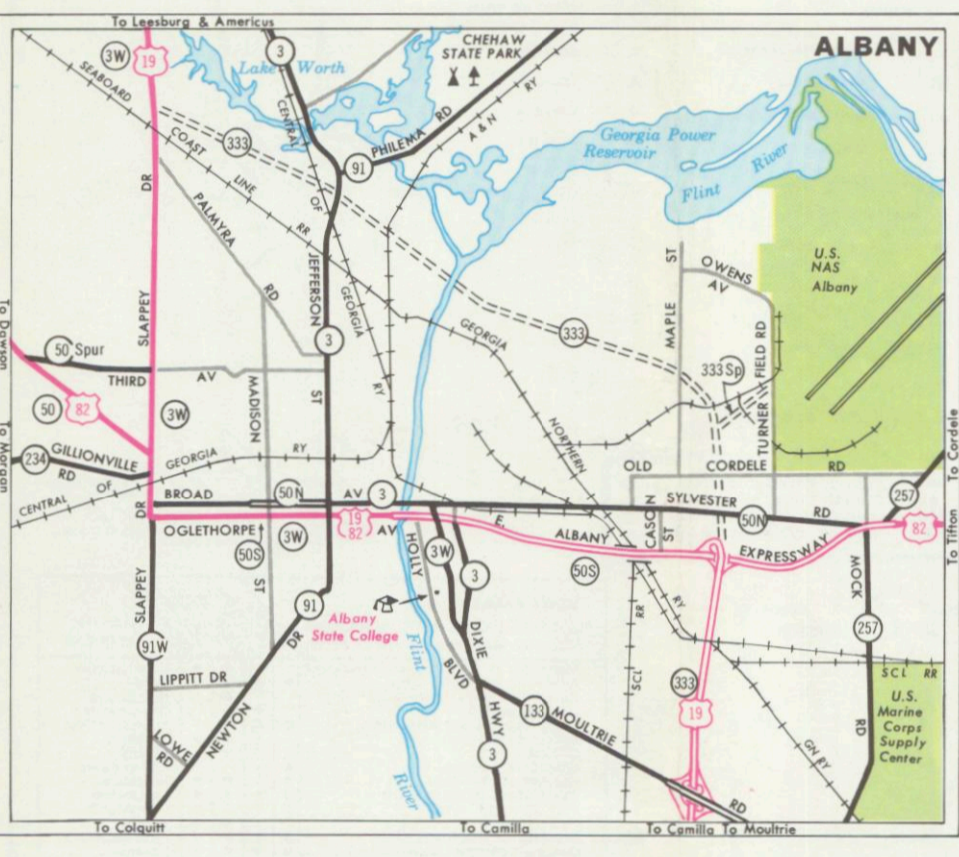 To Leesburg & Americus
ALBANY
3W
19
3
CHEHAW
STATE PARK
Lake Worth
SEABOARD
COAST
LINE
RR
333
CENTRAL
OF
GEORGIA
RY
91
PHILEMA RD
A & N RY
Georgia Power
Reservoir
Flint River
DR
PALMYRA
RD
JEFFERSON
3
ST
U.S.
NAS
Albany
OWENS
AV
MAPLE ST
333
333 Sp
TURNER FIELD RD
GEORGIA
NORTHERN
RY
SLAPPEY
To Dawson
50 Spur
THIRD AV
MADISON
ST
50
82
3W
To Morgan
234
GILLIONVILLE
RD
CENTRAL OF GEORGIA RY
OLD CORDELE RD
To Cordele
257
BROAD AV
50N
3
SYLVESTER RD
50N
DR
OGLETHORPE AV
50S
3W
19
82
E. ALBANY EXPRESSWAY
50S
CASON
ST
82
To Tifton
HOLLY
BLVD
3W
3
DIXIE
HWY
3
MOCK
RD
257
SLAPPEY
91W
91
Albany
State College
Flint
River
RR
SCL
SCL RR
LIPPITT DR
LOWE
RD
NEWTON DR
133
MOULTRIE
RD
333
19
GN RY
U.S.
Marine
Corps
Supply
Center
To Colquitt
To Camilla
To Camilla
To Moultrie